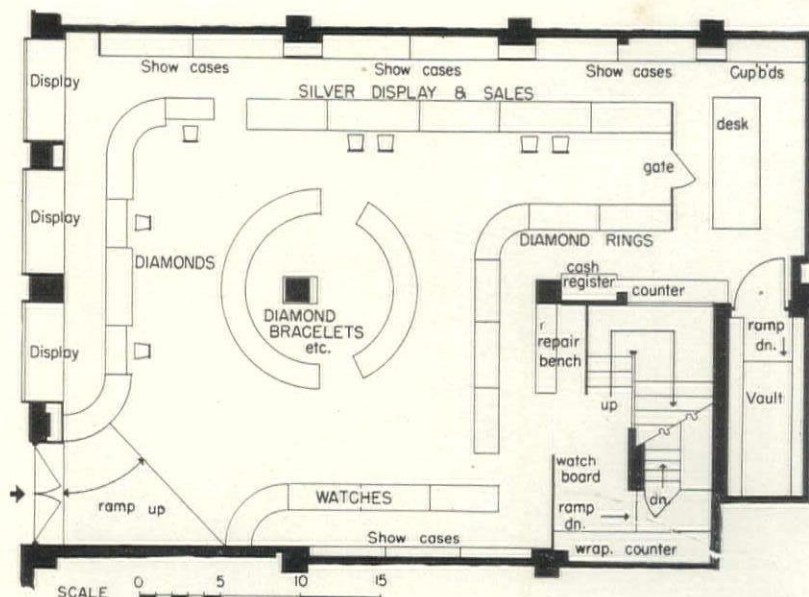 Display
Show cases
Show cases
Show cases
Cup'b'ds
SILVER DISPLAY & SALES
desk
gate
Display
DIAMONDS
DIAMOND RINGS
cash
register
counter
DIAMOND
BRACELETS
etc.
Display
repair
bench
up
ramp
dn.
Vault
watch
board
WATCHES
ramp up
ramp
dn.
dn.
Show cases
wrap. counter
SCALE 0 5 10 15